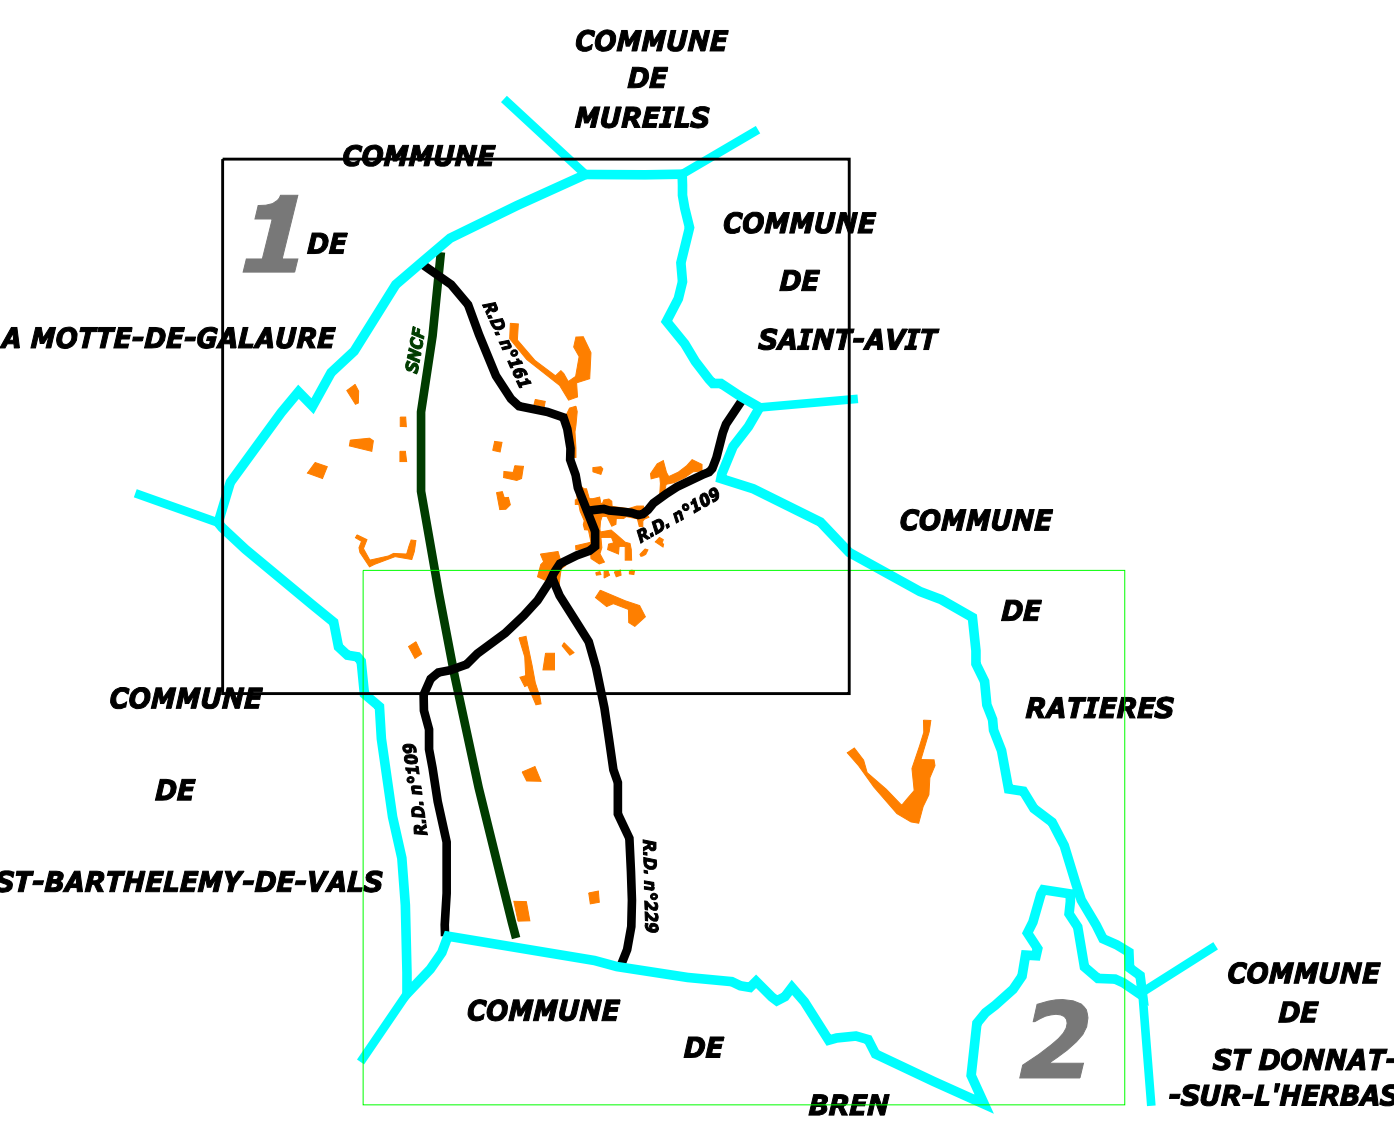 COMMUNE
DE
MUREILS
COMMUNE
1 DE
A MOTTE-DE-GALAURE
COMMUNE
DE
SAINT-AVIT
SNCF
R.D. n°161
R.D. n°109
COMMUNE
DE
RATIERES
COMMUNE
DE
ST-BARTHELEMY-DE-VALS
R.D. n°109
R.D. n°229
COMMUNE
DE
BREN
2
COMMUNE
DE
ST DONNAT-
-SUR-L'HERBAS